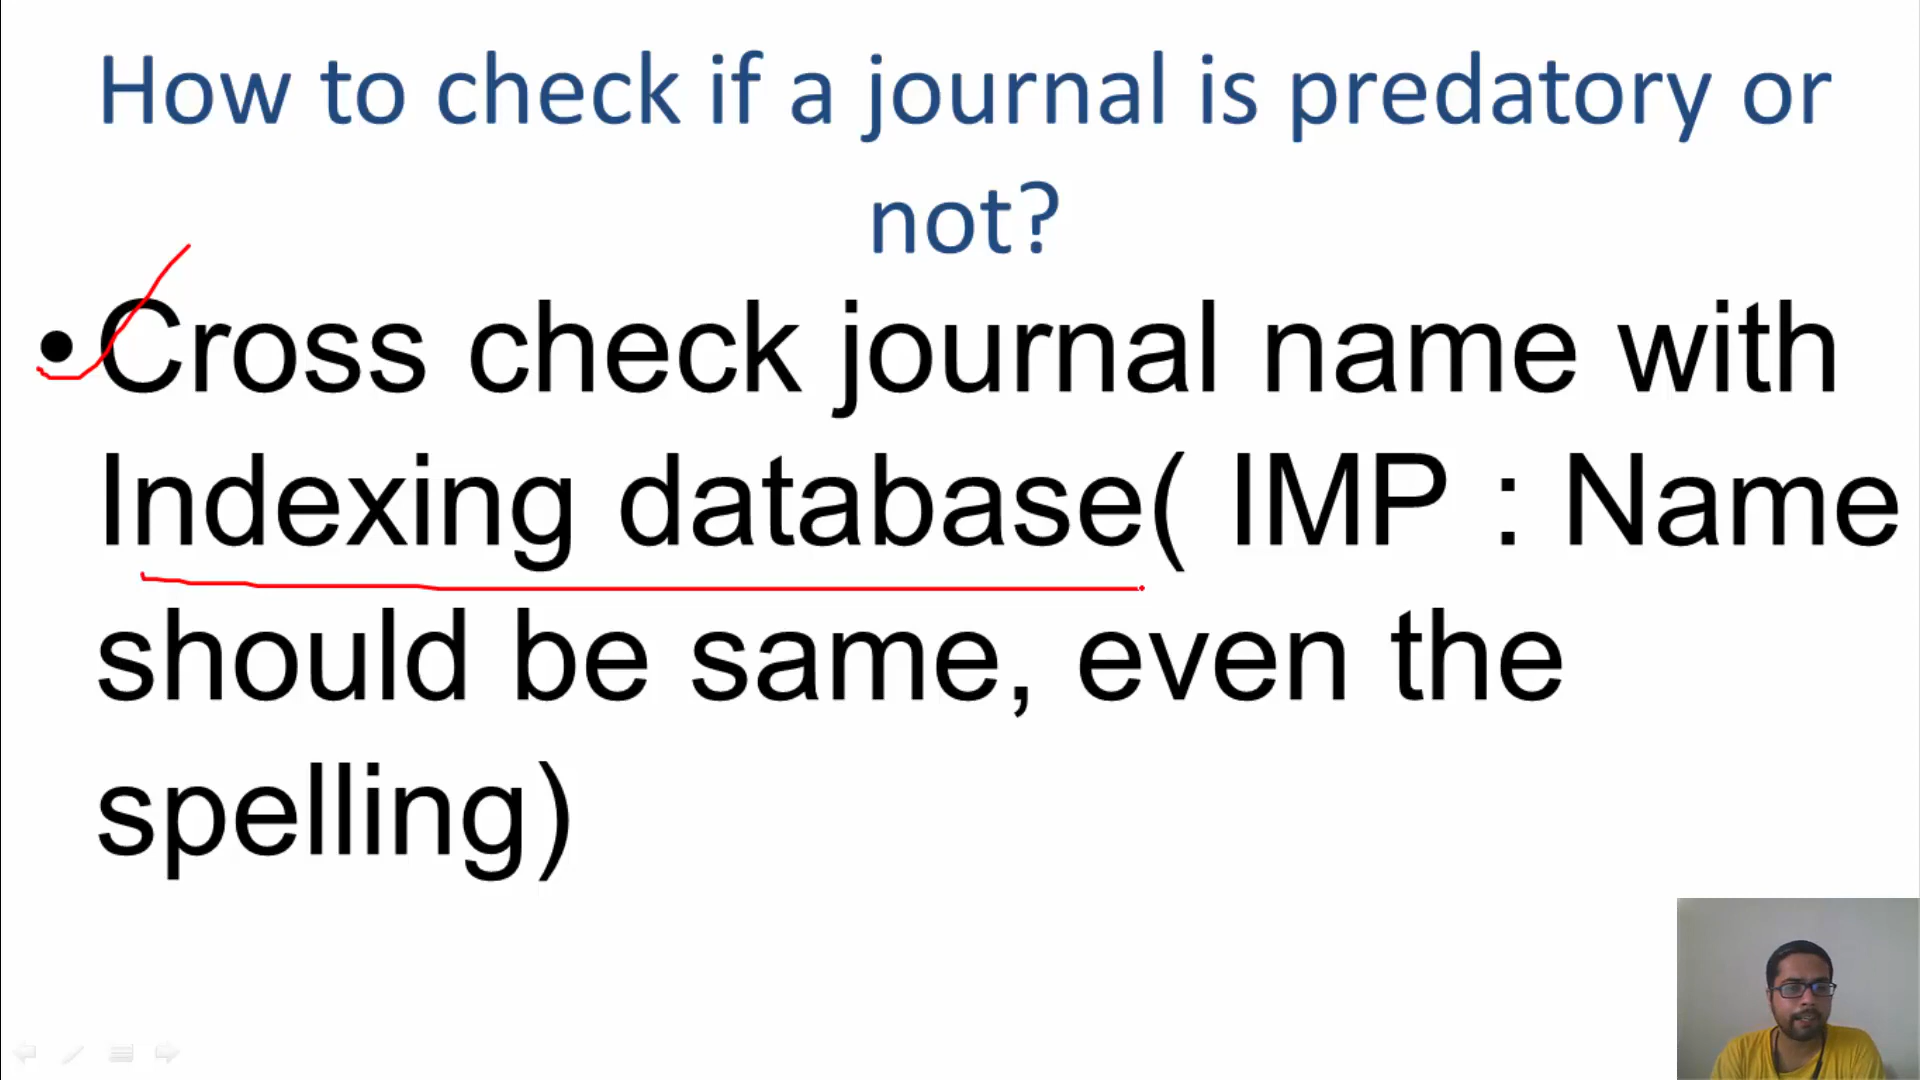 How to check if a journal is predatory or
not?
•Cross check journal name with
Indexing database( IMP : Name
should be same, even the
spelling)